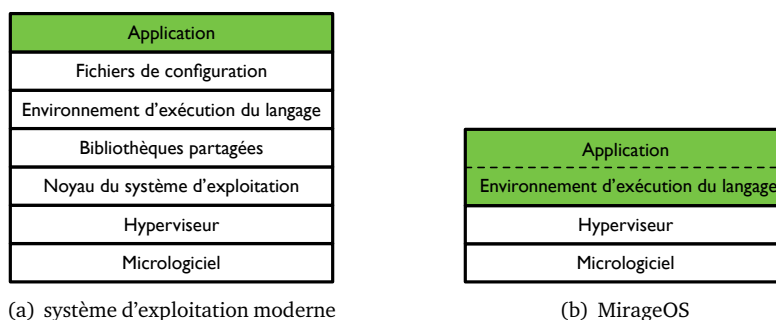 Application
Fichiers de configuration
Environnement d'exécution du langage
Bibliothèques partagées
Noyau du système d'exploitation
Hyperviseur
Micrologiciel
(a) système d'exploitation moderne
Application
Environnement d'exécution du langage
Hyperviseur
Micrologiciel
(b) MirageOS